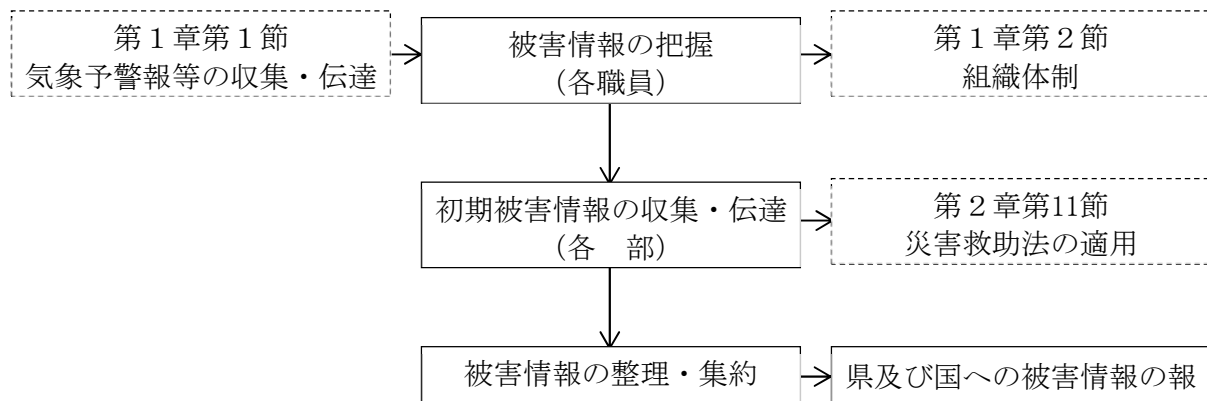 第１章第１節
気象予警報等の収集・伝達
被害情報の把握
（各職員）
第１章第２節
組織体制
初期被害情報の収集・伝達
（各　部）
第２章第11節
災害救助法の適用
被害情報の整理・集約
県及び国への被害情報の報